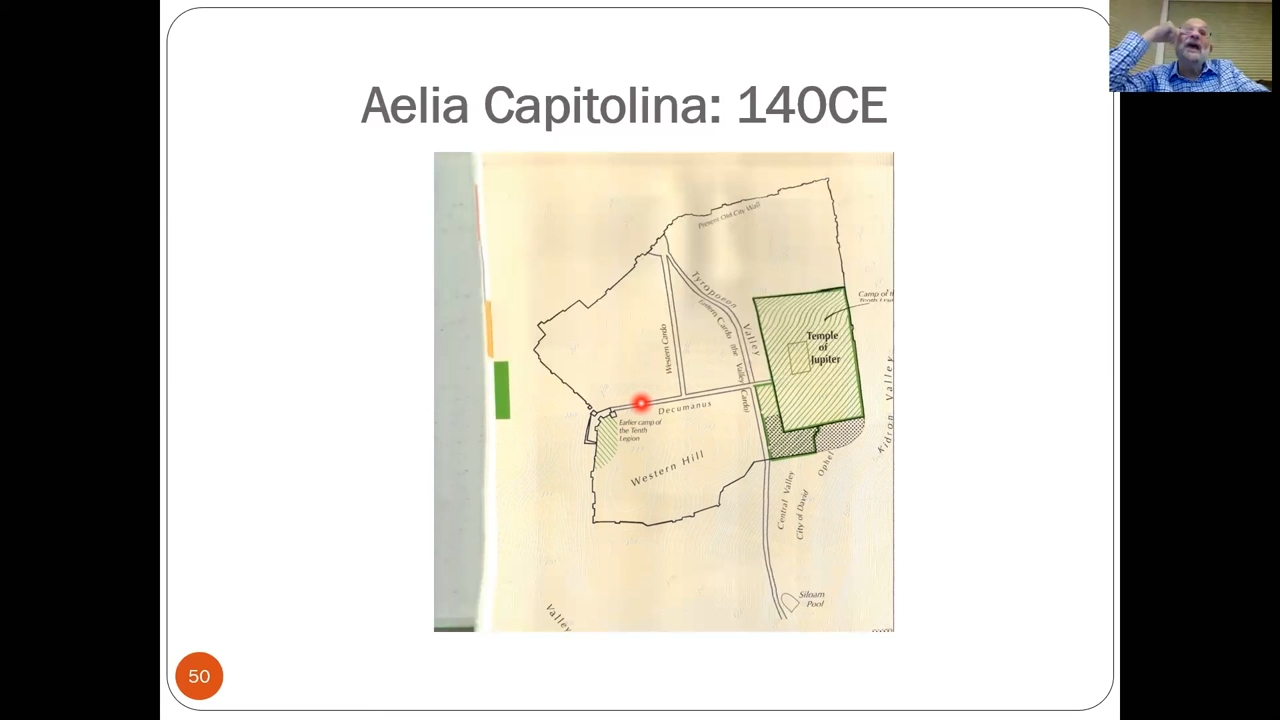 Aelia Capitolina: 140CE
Present Old City Wall
Tyropoeon
Valley
Eastern Cardo (the Valley Cardo)
Western Cardo
Camp of
Temple
of
Jupiter
Kidron Valley
Decumanus
Earlier camp of
the Tenth
Legion
Western Hill
Ophel
Central Valley
City of David
Siloam
Pool
Valley
50